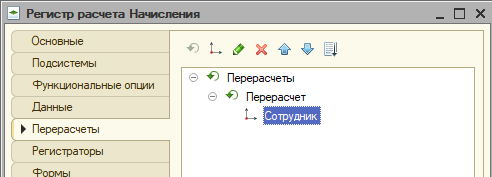 Регистр расчета Начисления
Основные
Подсистемы
Функциональные опции
Данные
Перерасчеты
Регистраторы
Формы
Перерасчеты
Перерасчет
Сотрудник